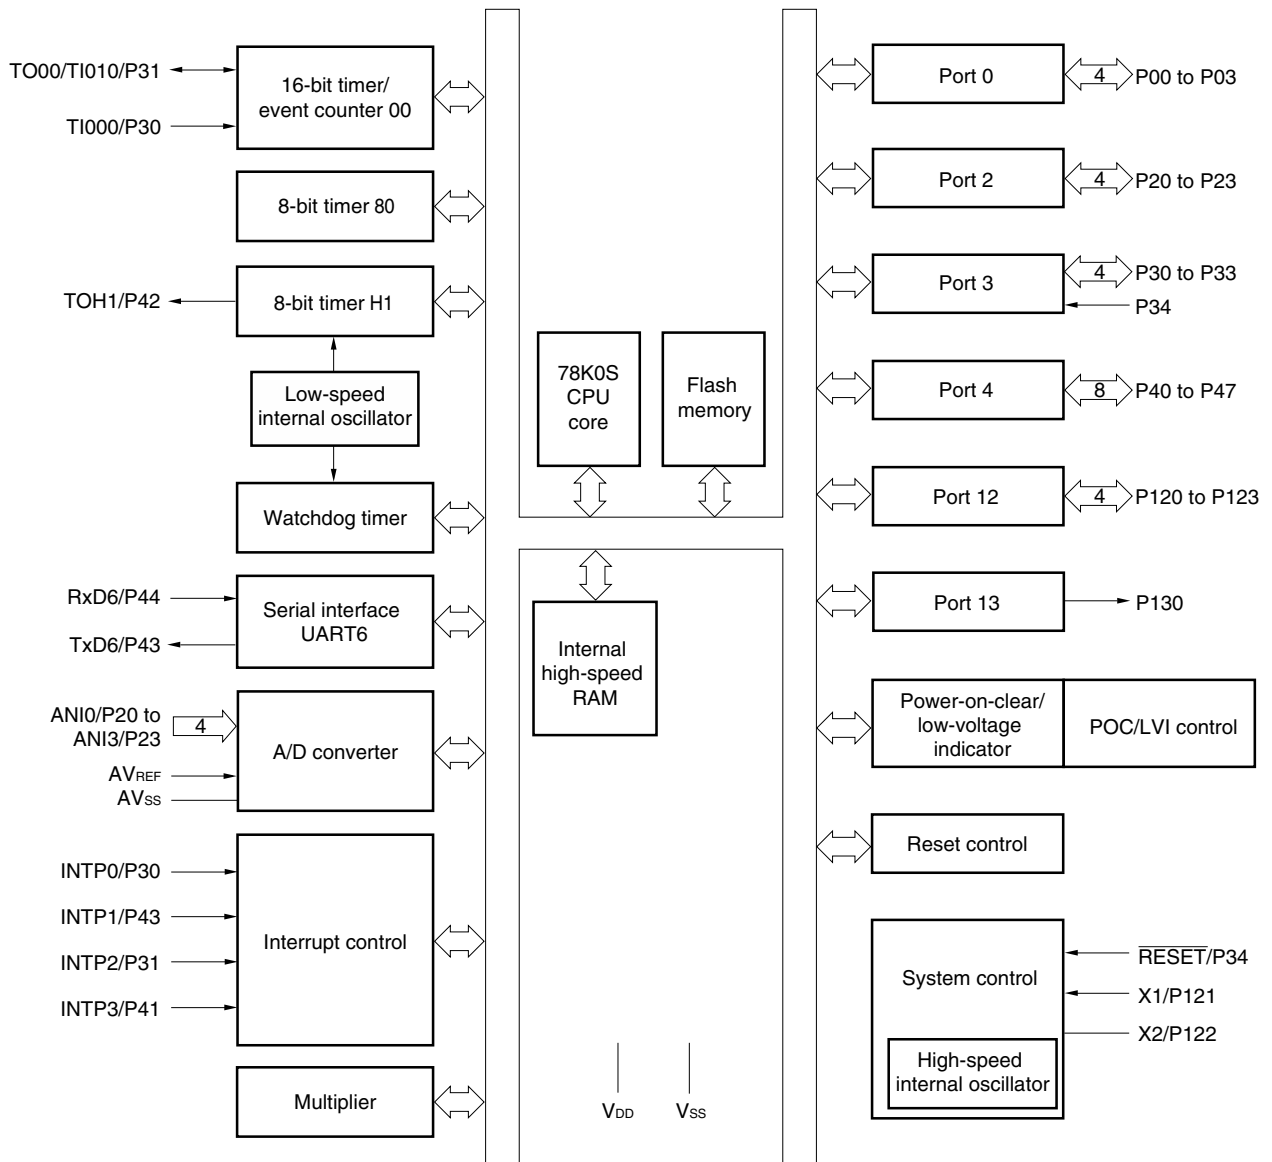 TO00/TI010/P31
TI000/P30
16-bit timer/
event counter 00
8-bit timer 80
TOH1/P42
8-bit timer H1
Low-speed
internal oscillator
Watchdog timer
RxD6/P44
TxD6/P43
Serial interface
UART6
ANI0/P20 to
ANI3/P23
4
AVREF
AVSS
A/D converter
INTP0/P30
INTP1/P43
INTP2/P31
INTP3/P41
Interrupt control
Multiplier
78K0S
CPU
core
Flash
memory
Internal
high-speed
RAM
VDD
VSS
Port 0
4
P00 to P03
Port 2
4
P20 to P23
Port 3
4
P30 to P33
P34
Port 4
8
P40 to P47
Port 12
4
P120 to P123
Port 13
P130
Power-on-clear/
low-voltage
indicator
POC/LVI control
Reset control
System control
RESET/P34
X1/P121
X2/P122
High-speed
internal oscillator